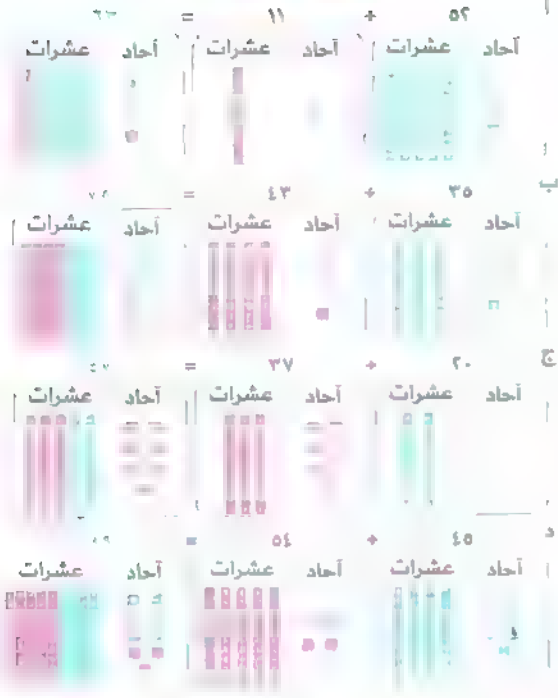 ٥٢ + ١١ =
آحاد عشرات آحاد عشرات آحاد عشرات
ب ٣٥ + ٤٣ =
آحاد عشرات آحاد عشرات آحاد عشرات
ج ٢٠ + ٣٧ =
آحاد عشرات آحاد عشرات آحاد عشرات
د ٤٥ + ٥٤ =
آحاد عشرات آحاد عشرات آحاد عشرات